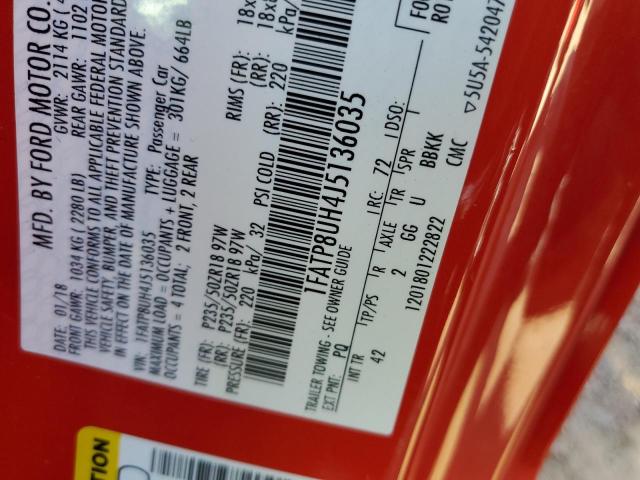 MFD. BY FORD MOTOR CO.
01/18
GVWR: 2114 KG
FRONT GAWR: 1034 KG ( 2280LB)
REAR GAWR: 1102
THIS VEHICLE CONFORMS TO ALL APPLICABLE FEDERAL MOTOR
VEHICLE SAFETY, BUMPER, AND THEFT PREVENTION STANDARD
IN EFFECT ON THE DATE OF MANUFACTURE SHOWN ABOVE.
VIN: 1FATP8UH4J5136035
TYPE: Passenger Car
MAXIMUM LOAD = OCCUPANTS + LUGGAGE = 301KG/ 664LB
OCCUPANTS = 4 TOTAL; 2 FRONT, 2 REAR
TIRE (FR): P235/50ZR18 97W
RIMS (FR): 18x
(RR): P235/50ZR18 97W
(RR): 18x
PRESSURE (FR): 220 kPa/ 32 PSI COLD (RR): 220 kPa/
1FATP8UH4J5136035
TRAILER TOWING - SEE OWNER GUIDE
EXT PNT: PQ RC: 72 DSO:
INT TR TP/PS R AXLE TR SPR
42 2 GG U BBKK
1201801222822 CMC
▽5U5A-54204